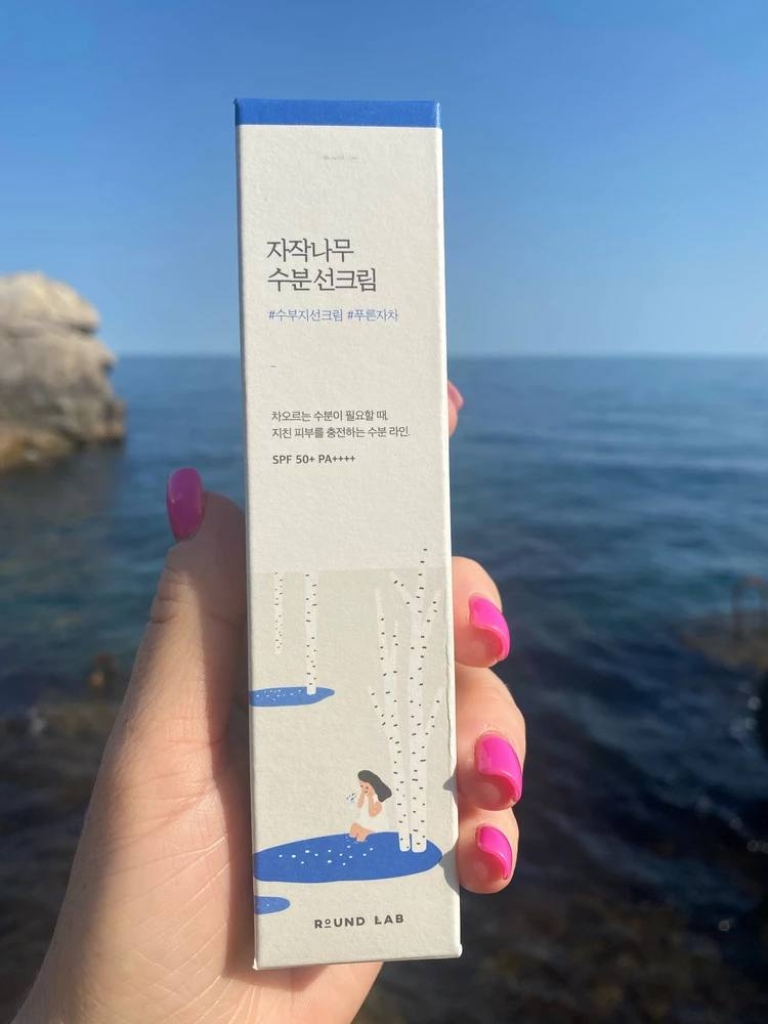 자작나무
수분 선크림
#수부지선크림 #푸른자차
차오르는 수분이 필요할 때,
지친 피부를 충전하는 수분 라인.
SPF 50+ PA++++
ROUND LAB